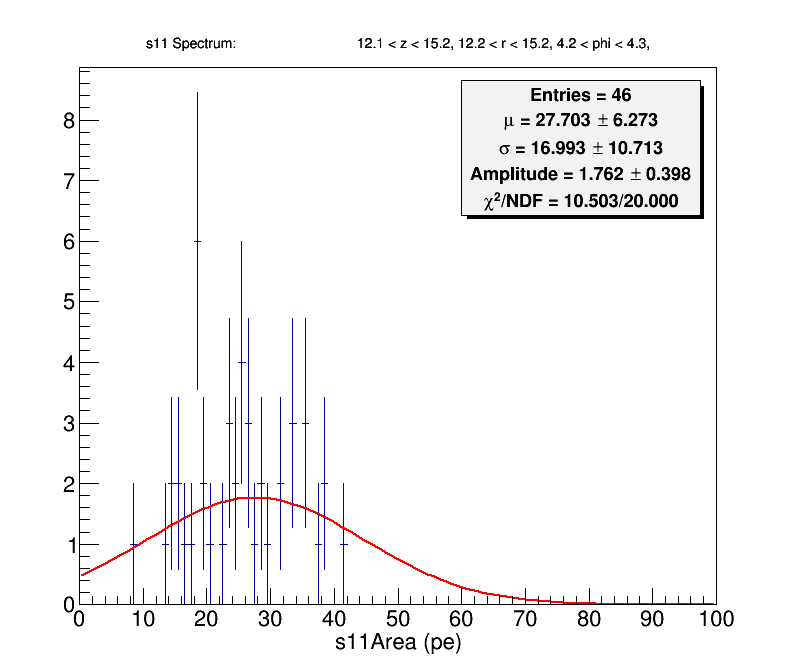 s11 Spectrum: 12.1 < z < 15.2, 12.2 < r < 15.2, 4.2 < phi < 4.3,
Entries = 46
μ = 27.703 ± 6.273
σ = 16.993 ± 10.713
Amplitude = 1.762 ± 0.398
χ²/NDF = 10.503/20.000
8
7
6
5
4
3
2
1
0
0 10 20 30 40 50 60 70 80 90 100
s11Area (pe)